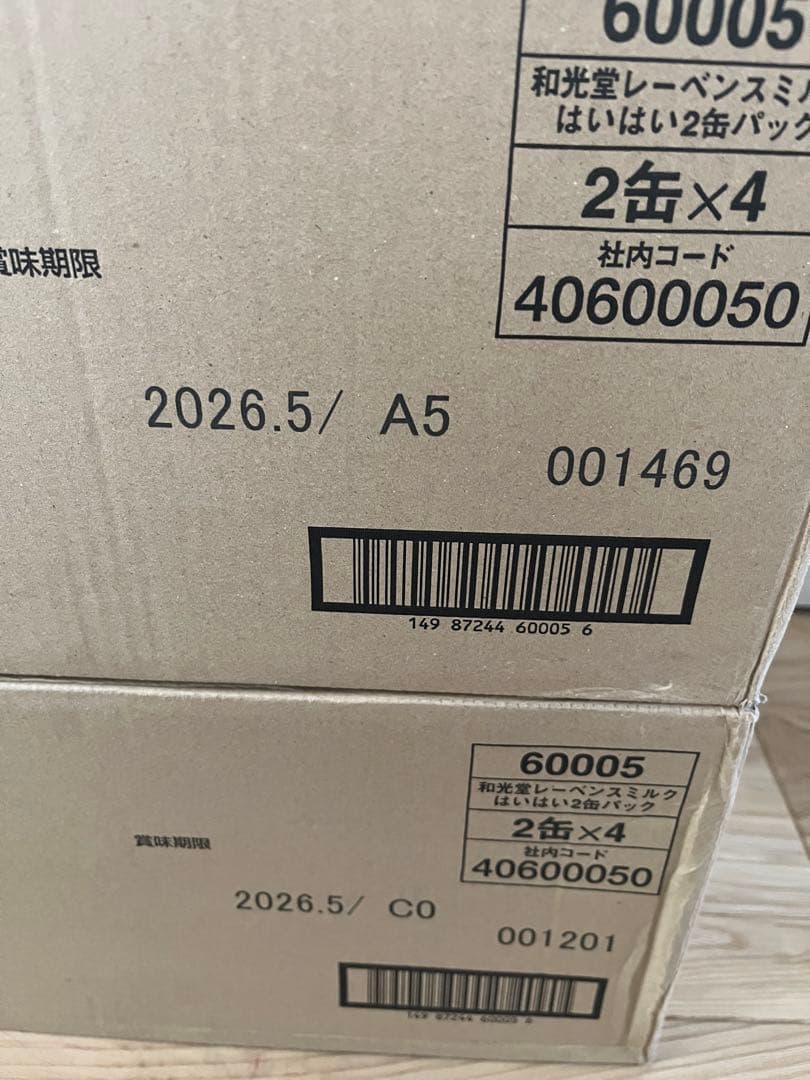 60005
和光堂レーベンスミル
はいはい2缶パック
2缶×4
社内コード
40600050
賞味期限
2026.5/ A5
001469
149 87244 60005 6
60005
和光堂レーベンスミルク
はいはい2缶パック
2缶×4
社内コード
40600050
賞味期限
2026.5/ C0
001201
149 87244 60005 6